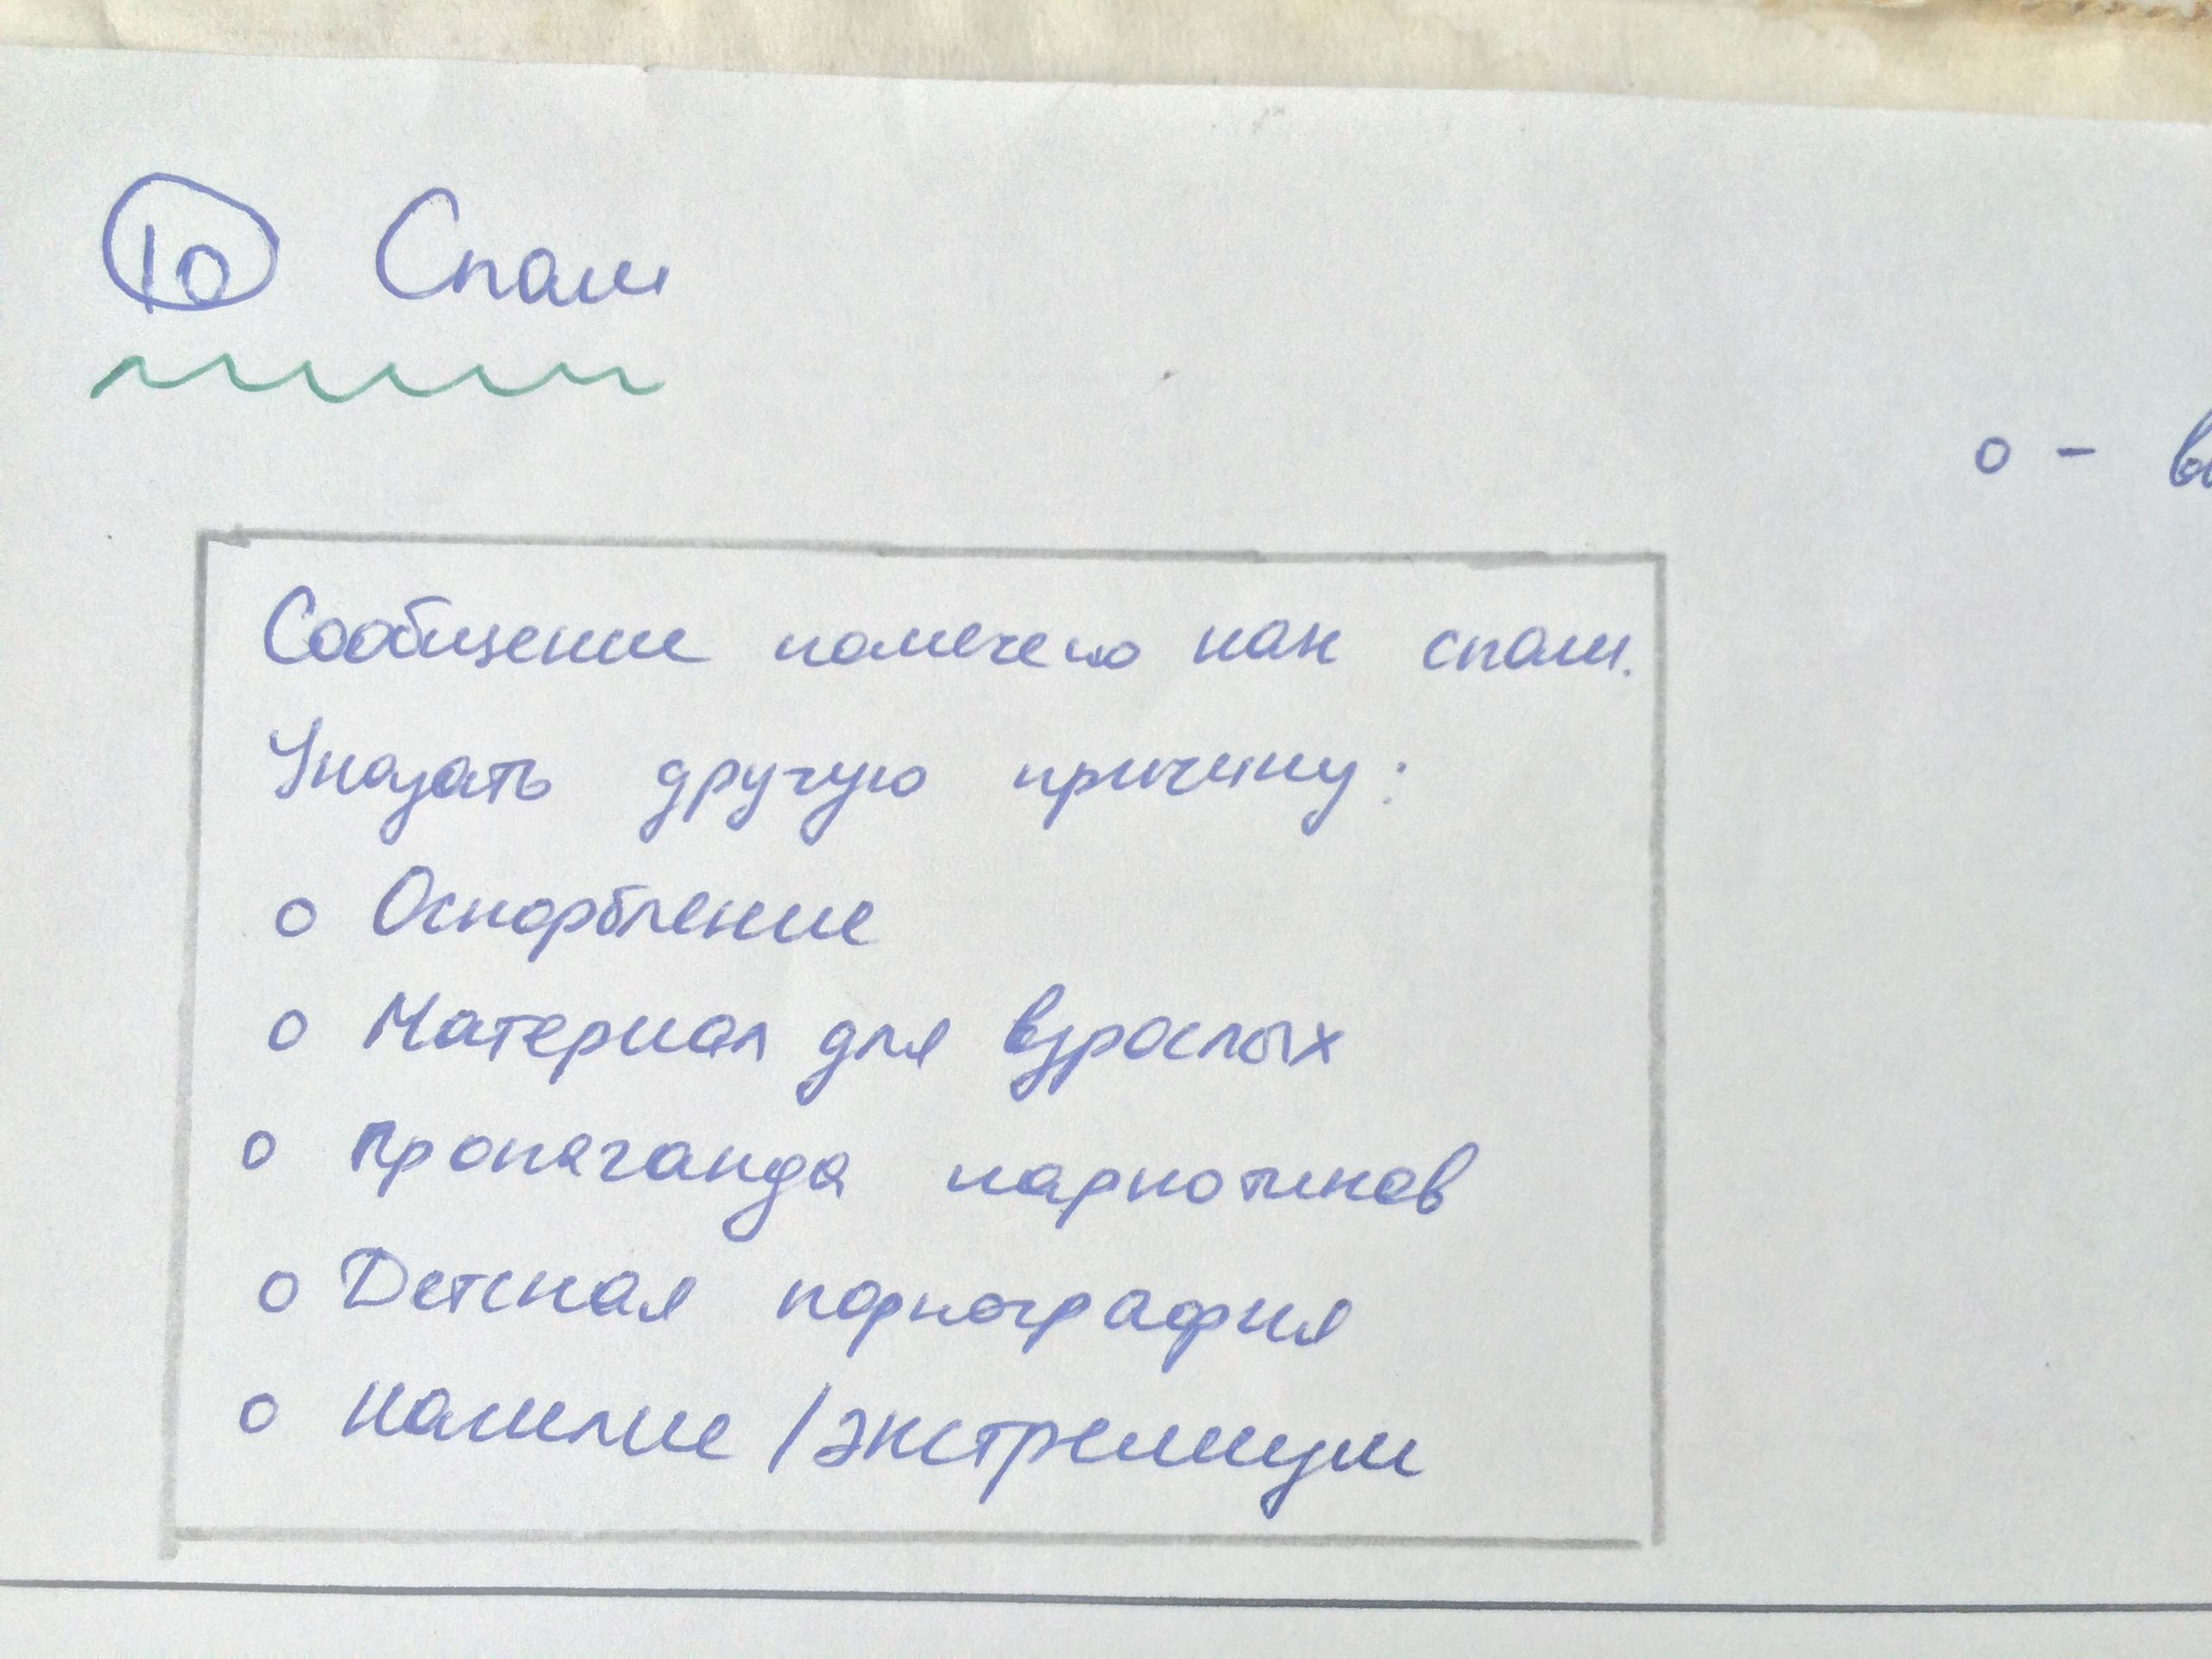 10 Спам
о -
Сообщение помечено как спам.
Указать другую причину:
о Оскорбление
о Материал для взрослых
о Пропаганда наркотиков
о Детская порнография
о Насилие / экстремизм